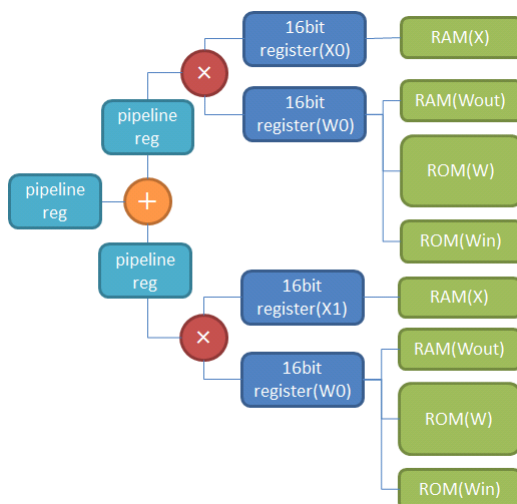 16bit
register(X0)
RAM(X)
×
16bit
register(W0)
RAM(Wout)
pipeline
reg
ROM(W)
pipeline
reg
+
ROM(Win)
pipeline
reg
16bit
register(X1)
RAM(X)
×
RAM(Wout)
16bit
register(W0)
ROM(W)
ROM(Win)